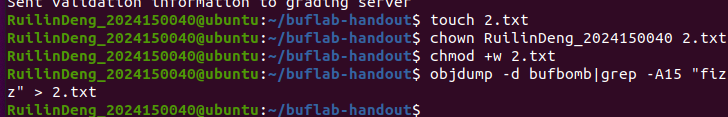 Sent validation information to grading server
RuilinDeng_2024150040@ubuntu:~/buflab-handout$ touch 2.txt
RuilinDeng_2024150040@ubuntu:~/buflab-handout$ chown RuilinDeng_2024150040 2.txt
RuilinDeng_2024150040@ubuntu:~/buflab-handout$ chmod +w 2.txt
RuilinDeng_2024150040@ubuntu:~/buflab-handout$ objdump -d bufbomb|grep -A15 "fiz
z" > 2.txt
RuilinDeng_2024150040@ubuntu:~/buflab-handout$